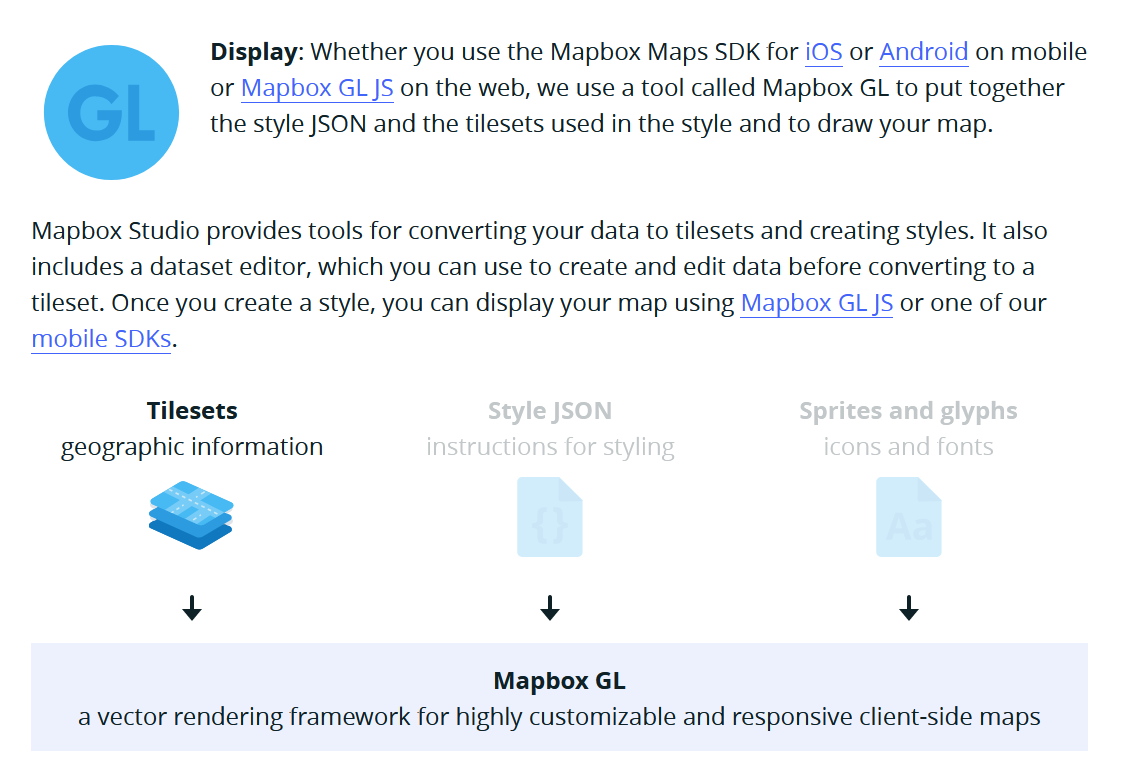 GL
Display: Whether you use the Mapbox Maps SDK for iOS or Android on mobile
or Mapbox GL JS on the web, we use a tool called Mapbox GL to put together
the style JSON and the tilesets used in the style and to draw your map.
Mapbox Studio provides tools for converting your data to tilesets and creating styles. It also
includes a dataset editor, which you can use to create and edit data before converting to a
tileset. Once you create a style, you can display your map using Mapbox GL JS or one of our
mobile SDKs.
Tilesets
geographic information
Style JSON
instructions for styling
{}
Sprites and glyphs
icons and fonts
Aa
Mapbox GL
a vector rendering framework for highly customizable and responsive client-side maps